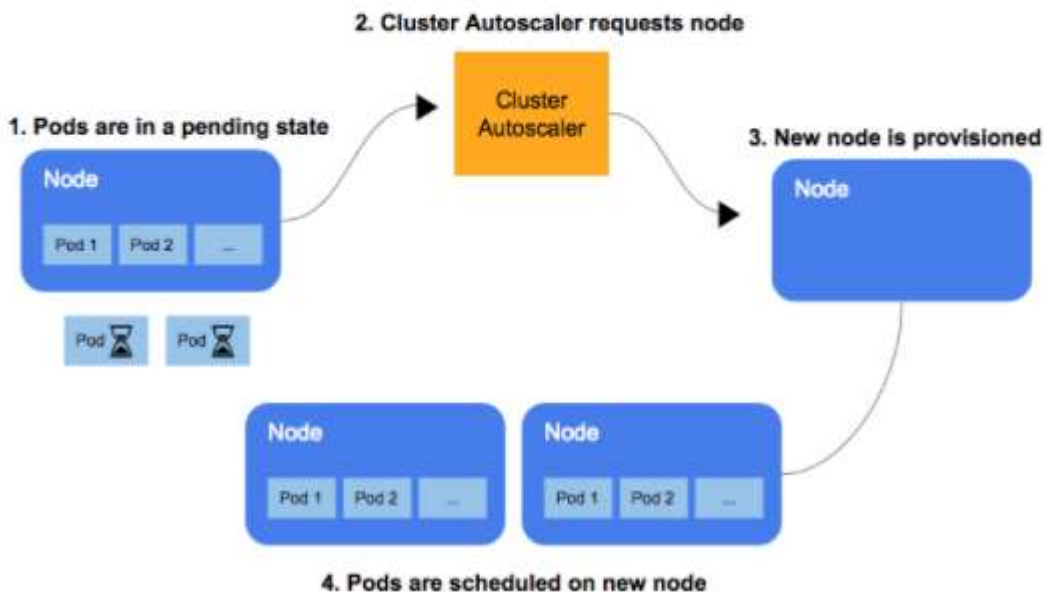 2. Cluster Autoscaler requests node
Cluster
Autoscaler
1. Pods are in a pending state
3. New node is provisioned
Node
Node
Pod 1 Pod 2 ...
Pod Pod
Node Node
Pod 1 Pod 2 ... Pod 1 Pod 2 ...
4. Pods are scheduled on new node